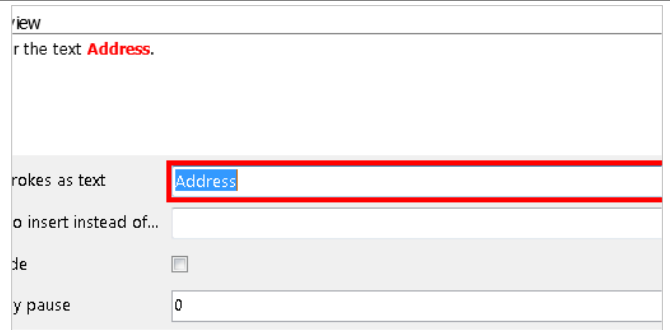 view
r the text Address.
rokes as text Address
o insert instead of...
de
y pause 0